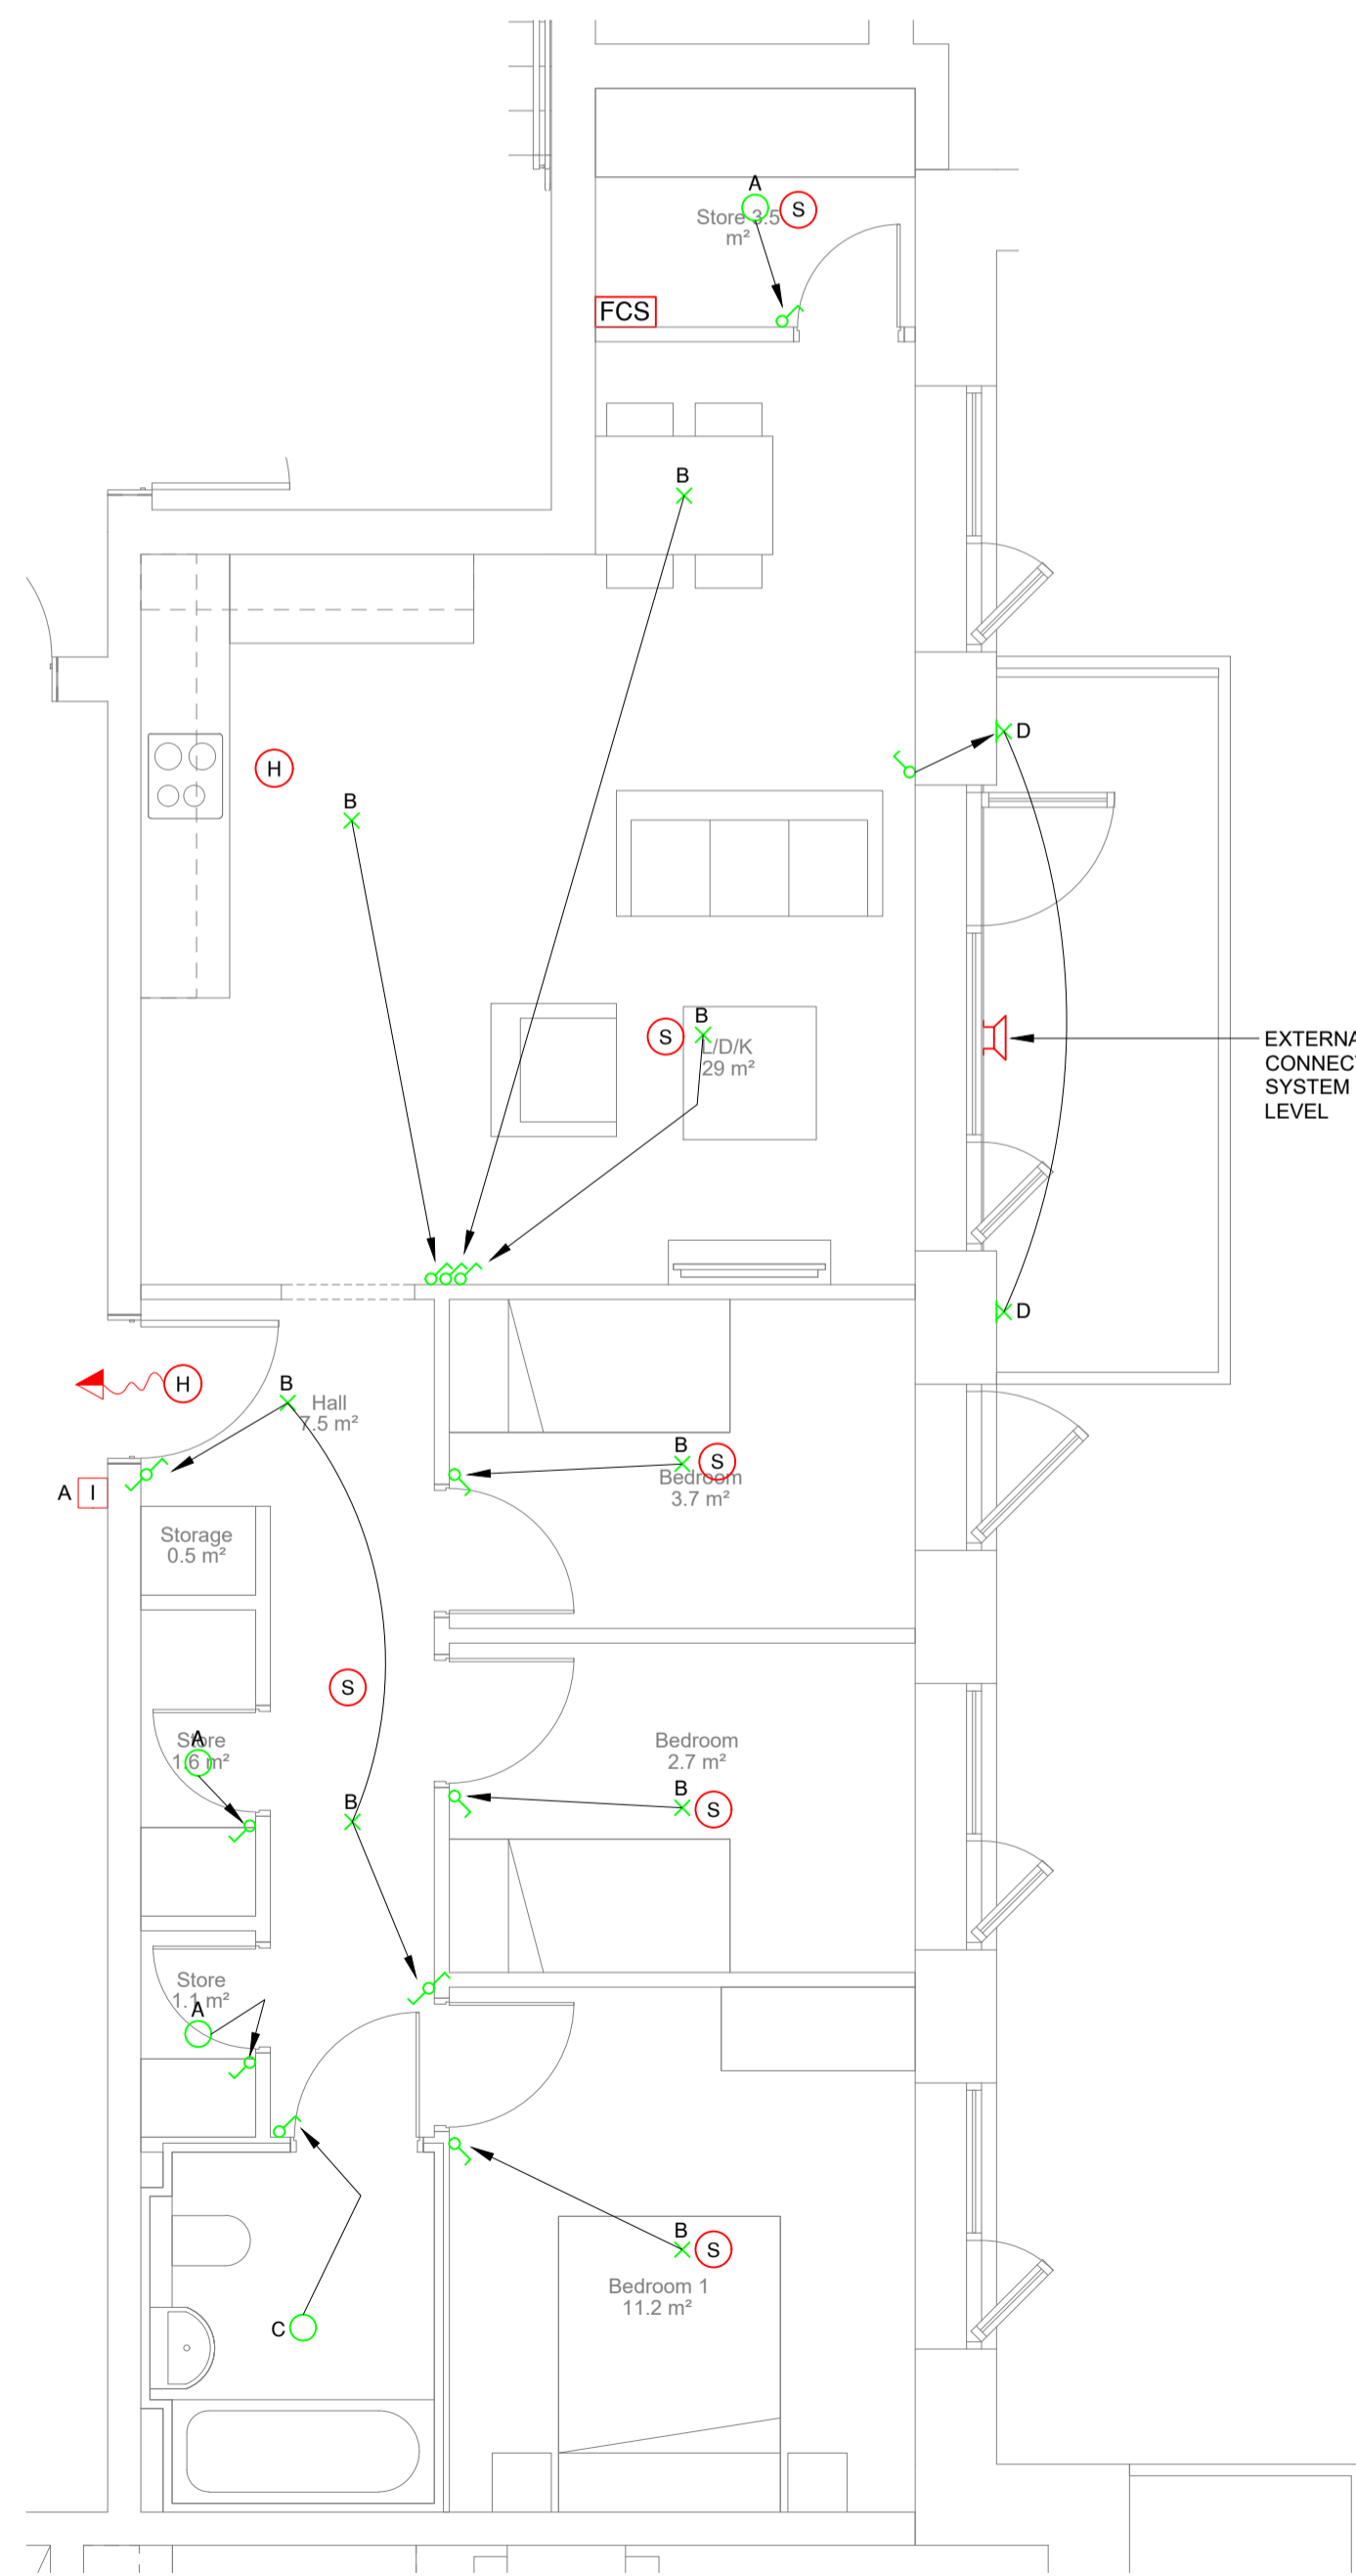 A
S
Store 3.5
m²
FCS
B
D
H
B
B
S
L/D/K
29 m²
EXTERNA
CONNECT
SYSTEM
LEVEL
D
H
B
Hall
7.5 m²
B
S
Bedroom
3.7 m²
A I
Storage
0.5 m²
S
Store
A
1.6 m²
Bedroom
2.7 m²
B
B
S
Store
1.1 m²
A
B
S
Bedroom 1
11.2 m²
C